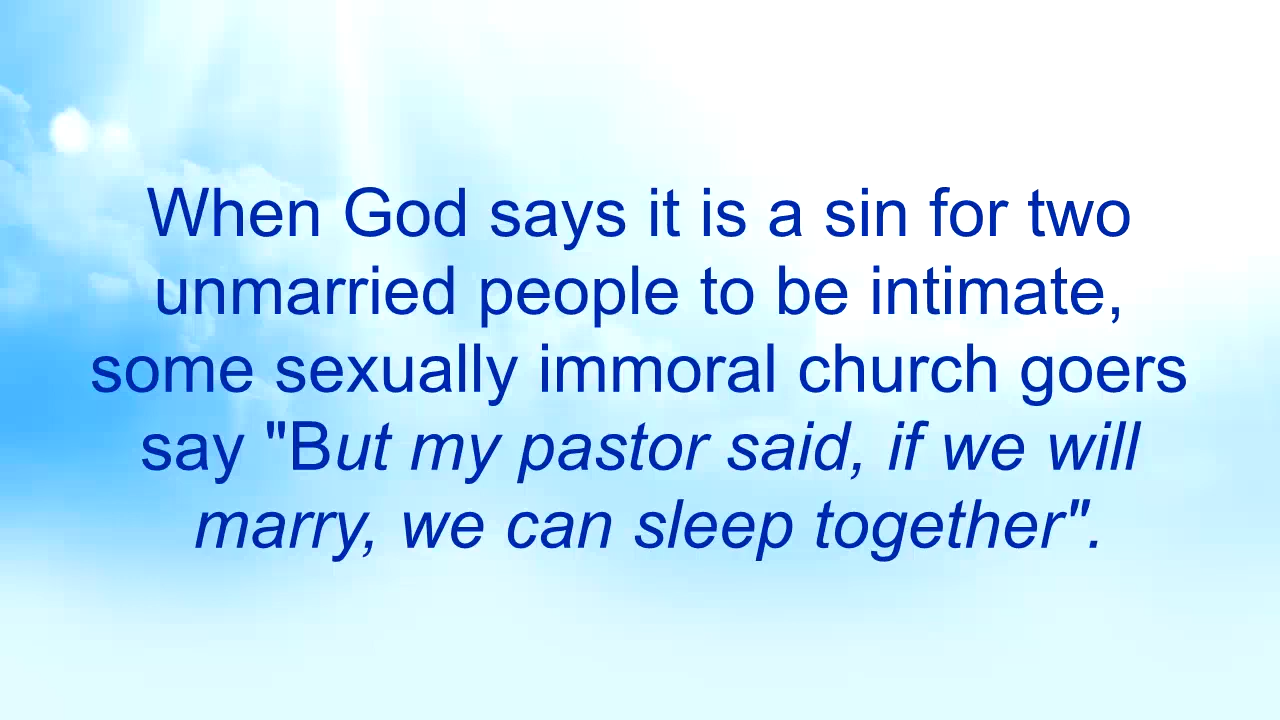 When God says it is a sin for two
unmarried people to be intimate,
some sexually immoral church goers
say "But my pastor said, if we will
marry, we can sleep together".